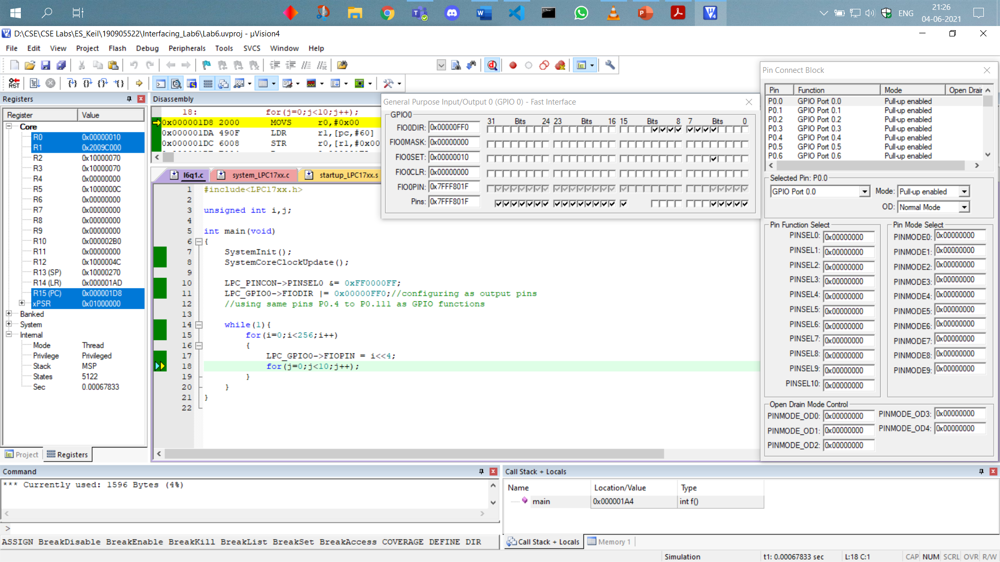 ENG
21:26
04-06-2021
D:\CSE\CSE Labs\ES_Keil\190905522\Interfacing_Lab6\Lab6.uvproj - µVision4
File Edit View Project Flash Debug Peripherals Tools SVCS Window Help
RST
Registers
Register Value
Core
R0 0x00000010
R1 0x2009C000
R2 0x10000070
R3 0x10000070
R4 0x00000000
R5 0x1000000C
R6 0x00000000
R7 0x00000000
R8 0x00000000
R9 0x00000000
R10 0x000002B0
R11 0x00000000
R12 0x1000004C
R13 (SP) 0x10000270
R14 (LR) 0x000001AD
R15 (PC) 0x000001D8
xPSR 0x01000000
Banked
System
Internal
Mode Thread
Privilege Privileged
Stack MSP
States 5122
Sec 0.00067833
Project Registers
Disassembly
18: for(j=0;j<10;j++);
0x000001D8 2000 MOVS r0,#0x00
0x000001DA 490F LDR r1,[pc,#60]
0x000001DC 6008 STR r0,[r1,#0x00
l6q1.c system_LPC17xx.c startup_LPC17xx.s
1 #include<LPC17xx.h>
2
3 unsigned int i,j;
4
5 int main(void)
6 {
7 SystemInit();
8 SystemCoreClockUpdate();
9
10 LPC_PINCON->PINSEL0 &= 0xFF0000FF;
11 LPC_GPIO0->FIODIR |= 0x00000FF0;//configuring as output pins
12 //using same pins P0.4 to P0.111 as GPIO functions
13
14 while(1){
15 for(i=0;i<256;i++)
16 {
17 LPC_GPIO0->FIOPIN = i<<4;
18 for(j=0;j<10;j++);
19 }
20 }
21 }
22
General Purpose Input/Output 0 (GPIO 0) - Fast Interface
GPIO0
31 Bits 24 23 Bits 16 15 Bits 8 7 Bits 0
FIO0DIR: 0x00000FF0
FIO0MASK: 0x00000000
FIO0SET: 0x00000010
FIO0CLR: 0x00000000
FIO0PIN: 0x7FFF801F
Pins: 0x7FFF801F
Pin Connect Block
Pin Function Mode Open Drain
P0.0 GPIO Port 0.0 Pull-up enabled
P0.1 GPIO Port 0.1 Pull-up enabled
P0.2 GPIO Port 0.2 Pull-up enabled
P0.3 GPIO Port 0.3 Pull-up enabled
P0.4 GPIO Port 0.4 Pull-up enabled
P0.5 GPIO Port 0.5 Pull-up enabled
P0.6 GPIO Port 0.6 Pull-up enabled
Selected Pin: P0.0
GPIO Port 0.0 Mode: Pull-up enabled
OD: Normal Mode
Pin Function Select
PINSEL0: 0x00000000
PINSEL1: 0x00000000
PINSEL2: 0x00000000
PINSEL3: 0x00000000
PINSEL4: 0x00000000
PINSEL5: 0x00000000
PINSEL6: 0x00000000
PINSEL7: 0x00000000
PINSEL8: 0x00000000
PINSEL9: 0x00000000
PINSEL10: 0x00000000
Pin Mode Select
PINMODE0: 0x00000000
PINMODE1: 0x00000000
PINMODE2: 0x00000000
PINMODE3: 0x00000000
PINMODE4: 0x00000000
PINMODE5: 0x00000000
PINMODE6: 0x00000000
PINMODE7: 0x00000000
PINMODE8: 0x00000000
PINMODE9: 0x00000000
Open Drain Mode Control
PINMODE_OD0: 0x00000000 PINMODE_OD3: 0x00000000
PINMODE_OD1: 0x00000000 PINMODE_OD4: 0x00000000
PINMODE_OD2: 0x00000000
Command
*** Currently used: 1596 Bytes (4%)
>
ASSIGN BreakDisable BreakEnable BreakKill BreakList BreakSet BreakAccess COVERAGE DEFINE DIR
Call Stack + Locals
Name Location/Value Type
main 0x000001A4 int f()
Call Stack + Locals Memory 1
Simulation t1: 0.00067833 sec L:18 C:1 CAP NUM SCRL OVR R/W